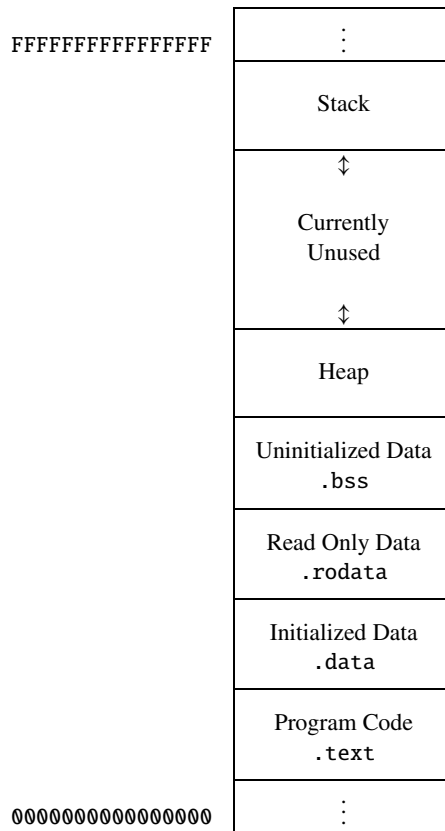 FFFFFFFFFFFFFFFF
⋮
Stack
↕
Currently
Unused
↕
Heap
Uninitialized Data
.bss
Read Only Data
.rodata
Initialized Data
.data
Program Code
.text
0000000000000000
⋮